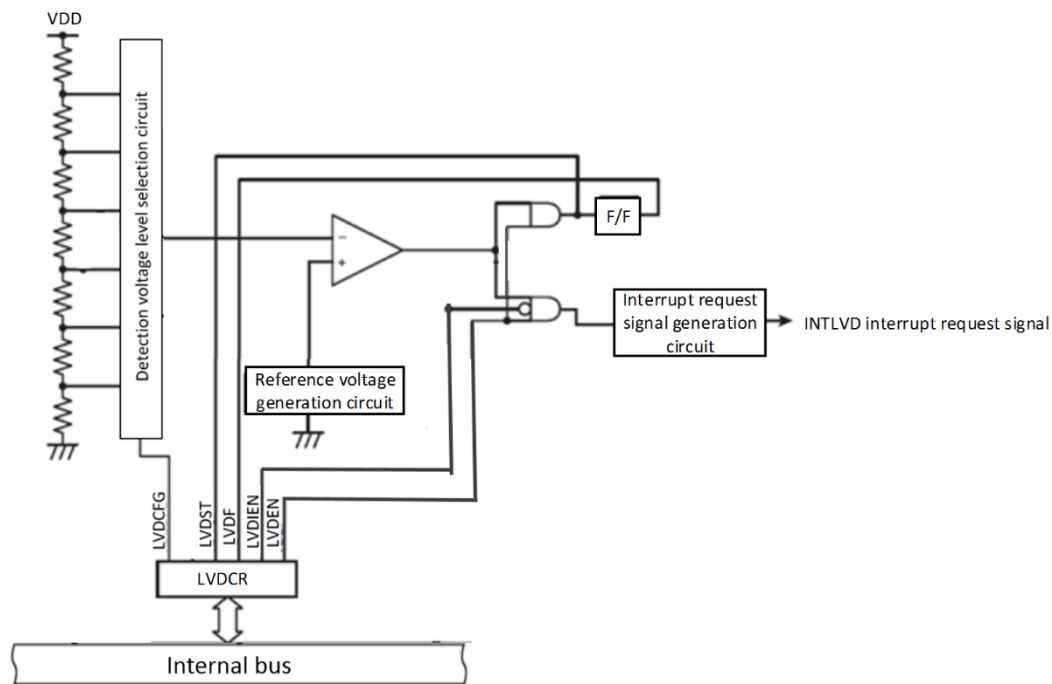 VDD
Detection voltage level selection circuit
−
+
F/F
Interrupt request
signal generation
circuit
INTLVD interrupt request signal
Reference voltage
generation circuit
LVDCFG
LVDST
LVDF
LVDIEN
LVDEN
LVDCR
Internal bus